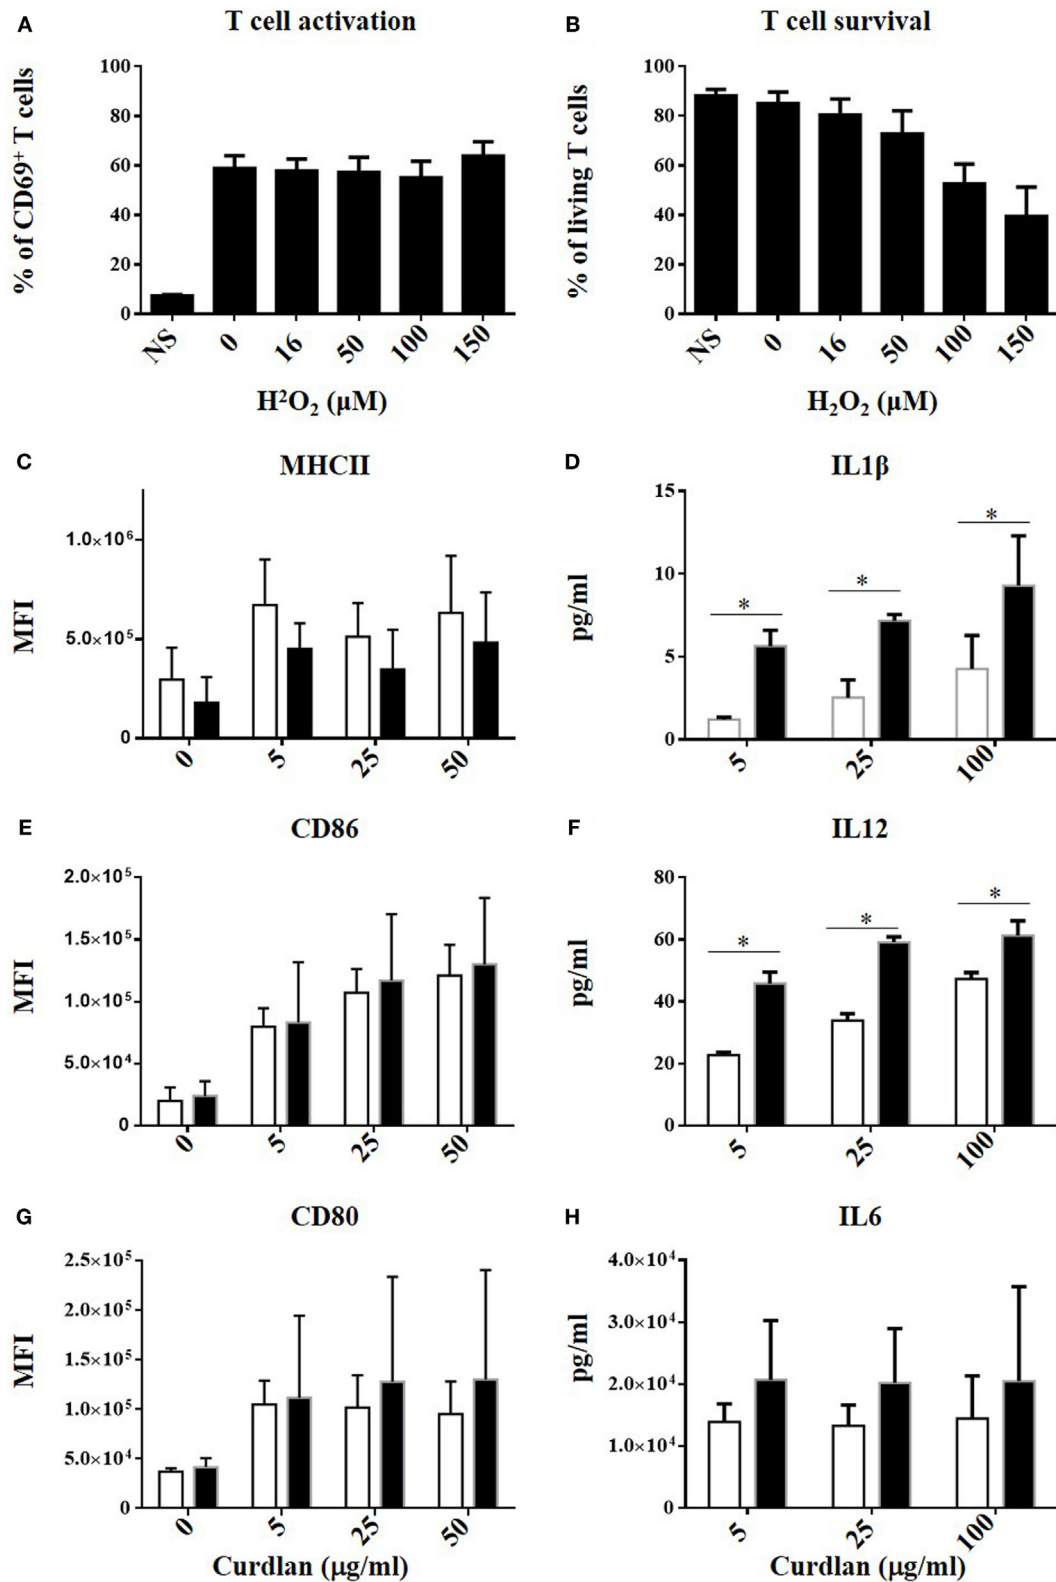 A
T cell activation
% of CD69⁺ T cells
100
80
60
40
20
0
NS
0
16
50
100
150
H²O₂ (μM)
B
T cell survival
% of living T cells
100
80
60
40
20
0
NS
0
16
50
100
150
H₂O₂ (μM)
C
MHCII
MFI
1.0×10⁶
5.0×10⁵
0
0
5
25
50
D
IL1β
pg/ml
15
10
5
0
*
*
*
5
25
100
E
CD86
MFI
2.0×10⁵
1.5×10⁵
1.0×10⁵
5.0×10⁴
0
0
5
25
50
F
IL12
pg/ml
80
60
40
20
0
*
*
*
5
25
100
G
CD80
MFI
2.5×10⁵
2.0×10⁵
1.5×10⁵
1.0×10⁵
5.0×10⁴
0
0
5
25
50
Curdlan (μg/ml)
H
IL6
pg/ml
4.0×10⁴
3.0×10⁴
2.0×10⁴
1.0×10⁴
0
5
25
100
Curdlan (μg/ml)